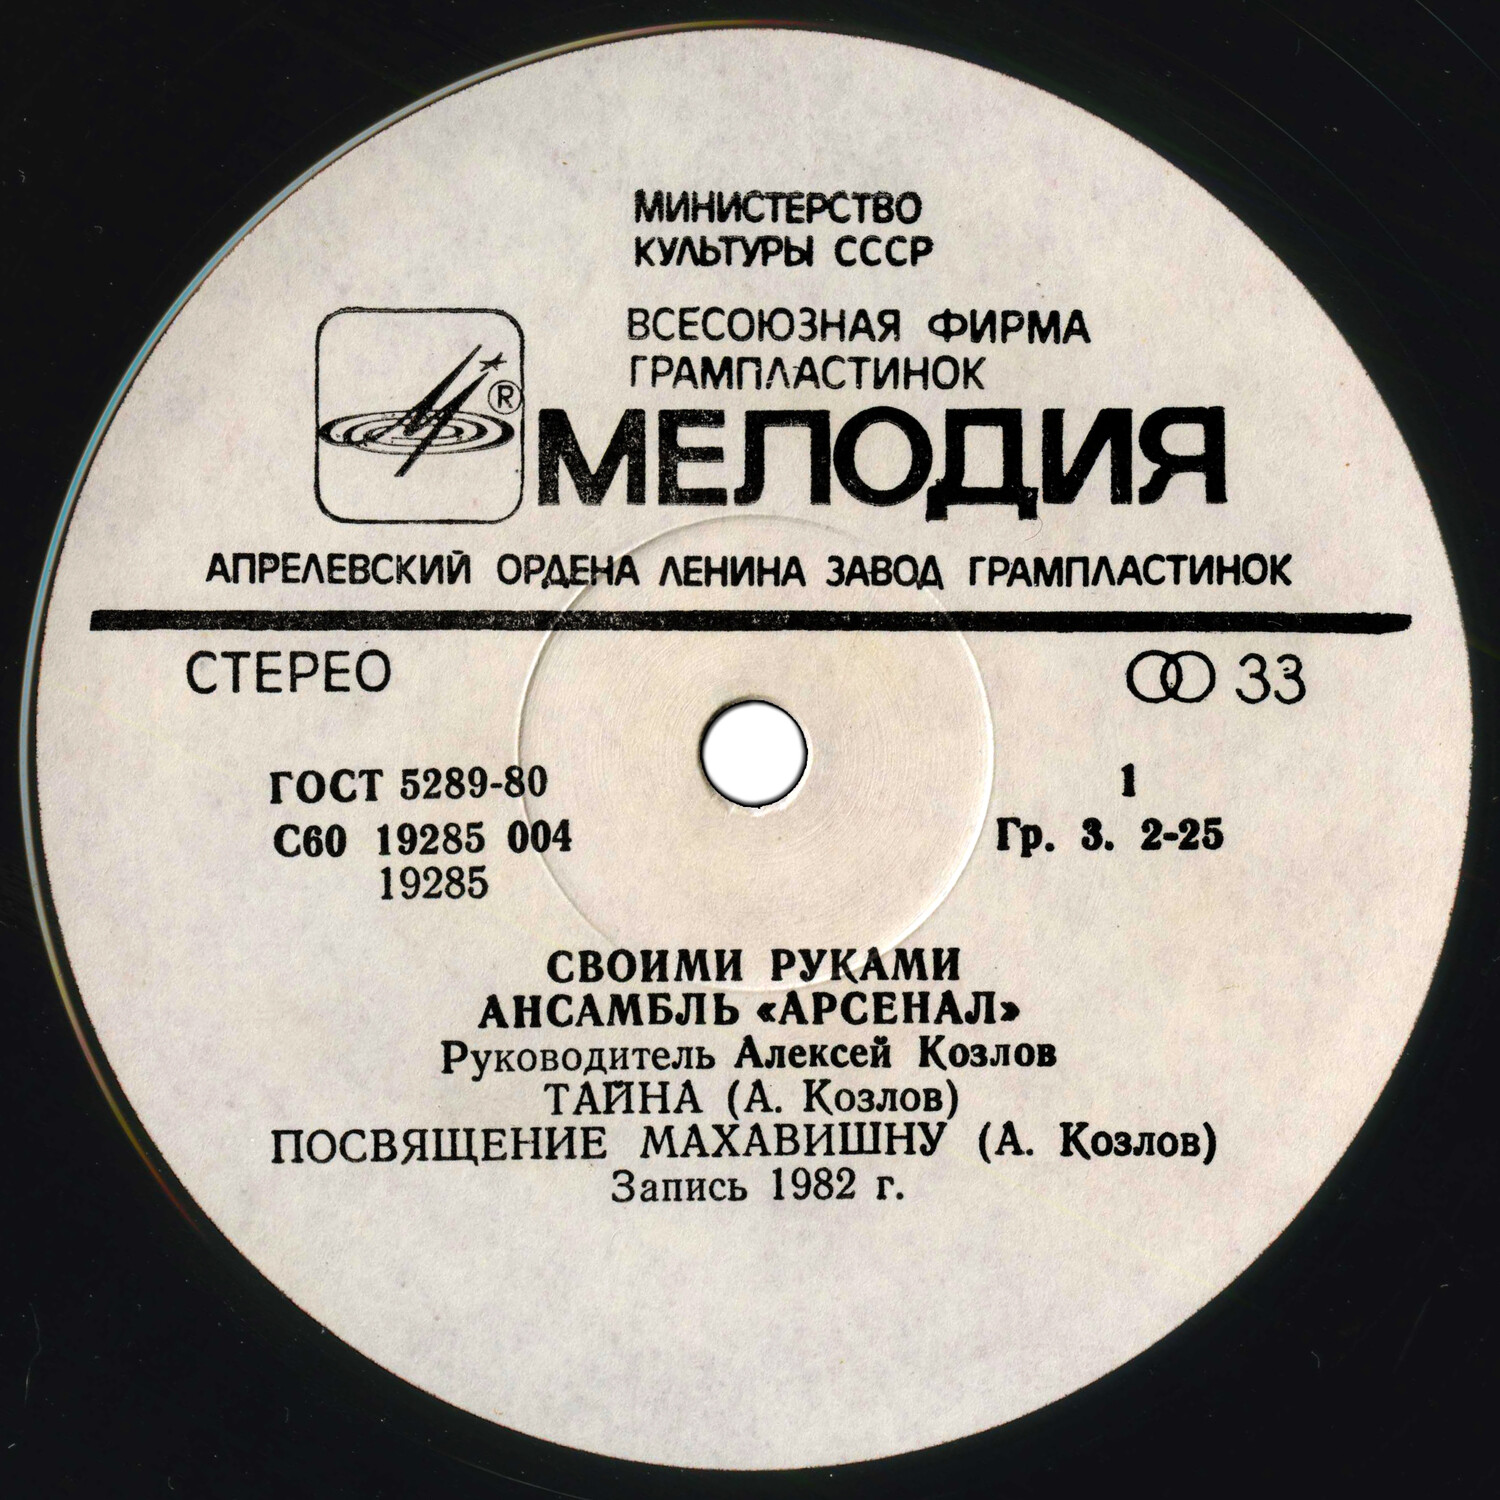 МИНИСТЕРСТВО
КУЛЬТУРЫ СССР
ВСЕСОЮЗНАЯ ФИРМА
ГРАМПЛАСТИНОК
®
МЕЛОДИЯ
АПРЕЛЕВСКИЙ ОРДЕНА ЛЕНИНА ЗАВОД ГРАМПЛАСТИНОК
СТЕРЕО 33
ГОСТ 5289-80 1
С60 19285 004 Гр. 3. 2-25
19285
СВОИМИ РУКАМИ
АНСАМБЛЬ «АРСЕНАЛ»
Руководитель Алексей Козлов
ТАЙНА (А. Козлов)
ПОСВЯЩЕНИЕ МАХАВИШНУ (А. Козлов)
Запись 1982 г.